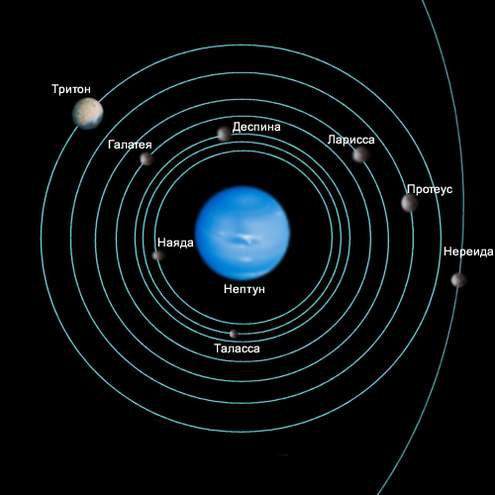 Тритон
Деспина
Ларисса
Галатея
Протеус
Наяда
Нереида
Нептун
Таласса